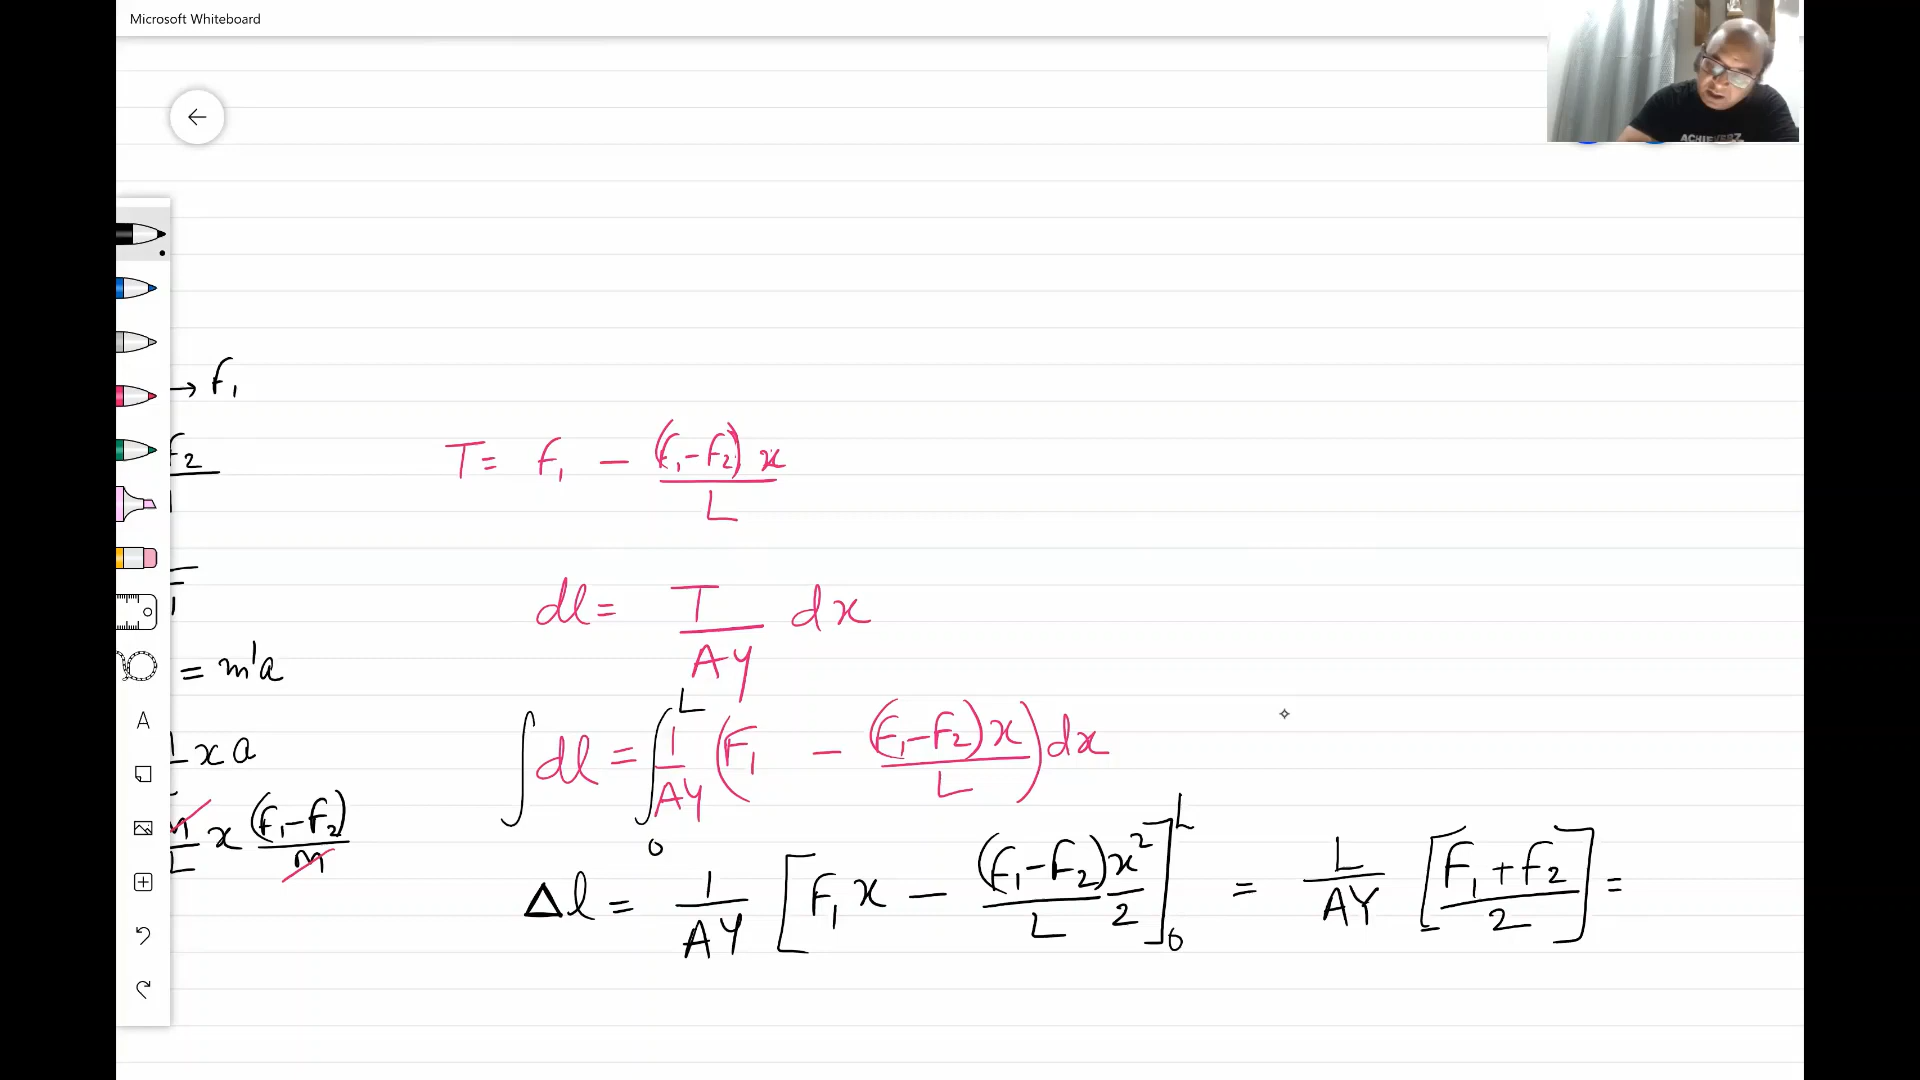 Microsoft Whiteboard
ACHIEVERZ
→ F₁
F₂
T = F₁ - (F₁-F₂)x / L
dl = T / AY dx
= m'a
∫dl = ∫₀ᴸ 1/AY (F₁ - (F₁-F₂)x / L) dx
x a
M/L x (F₁-F₂) / M
Δl = 1/AY [F₁x - (F₁-F₂)/L x²/2]₀ᴸ = L/AY [F₁+F₂ / 2] =
A